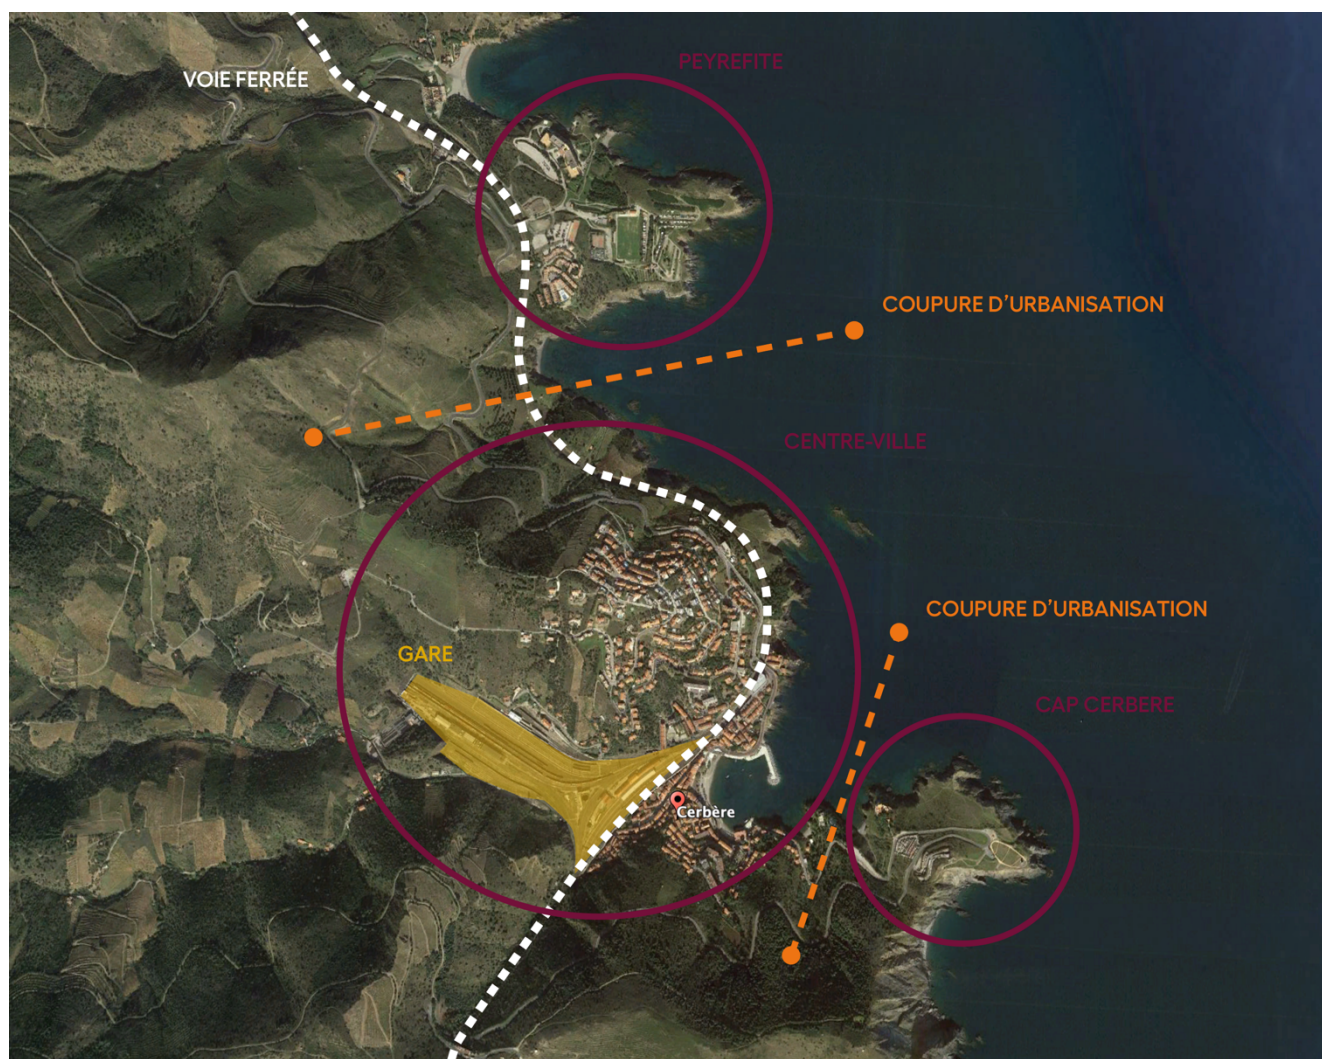 PEYREFITE
VOIE FERRÉE
COUPURE D'URBANISATION
CENTRE-VILLE
COUPURE D'URBANISATION
GARE
CAP CERBERE
Cerbère